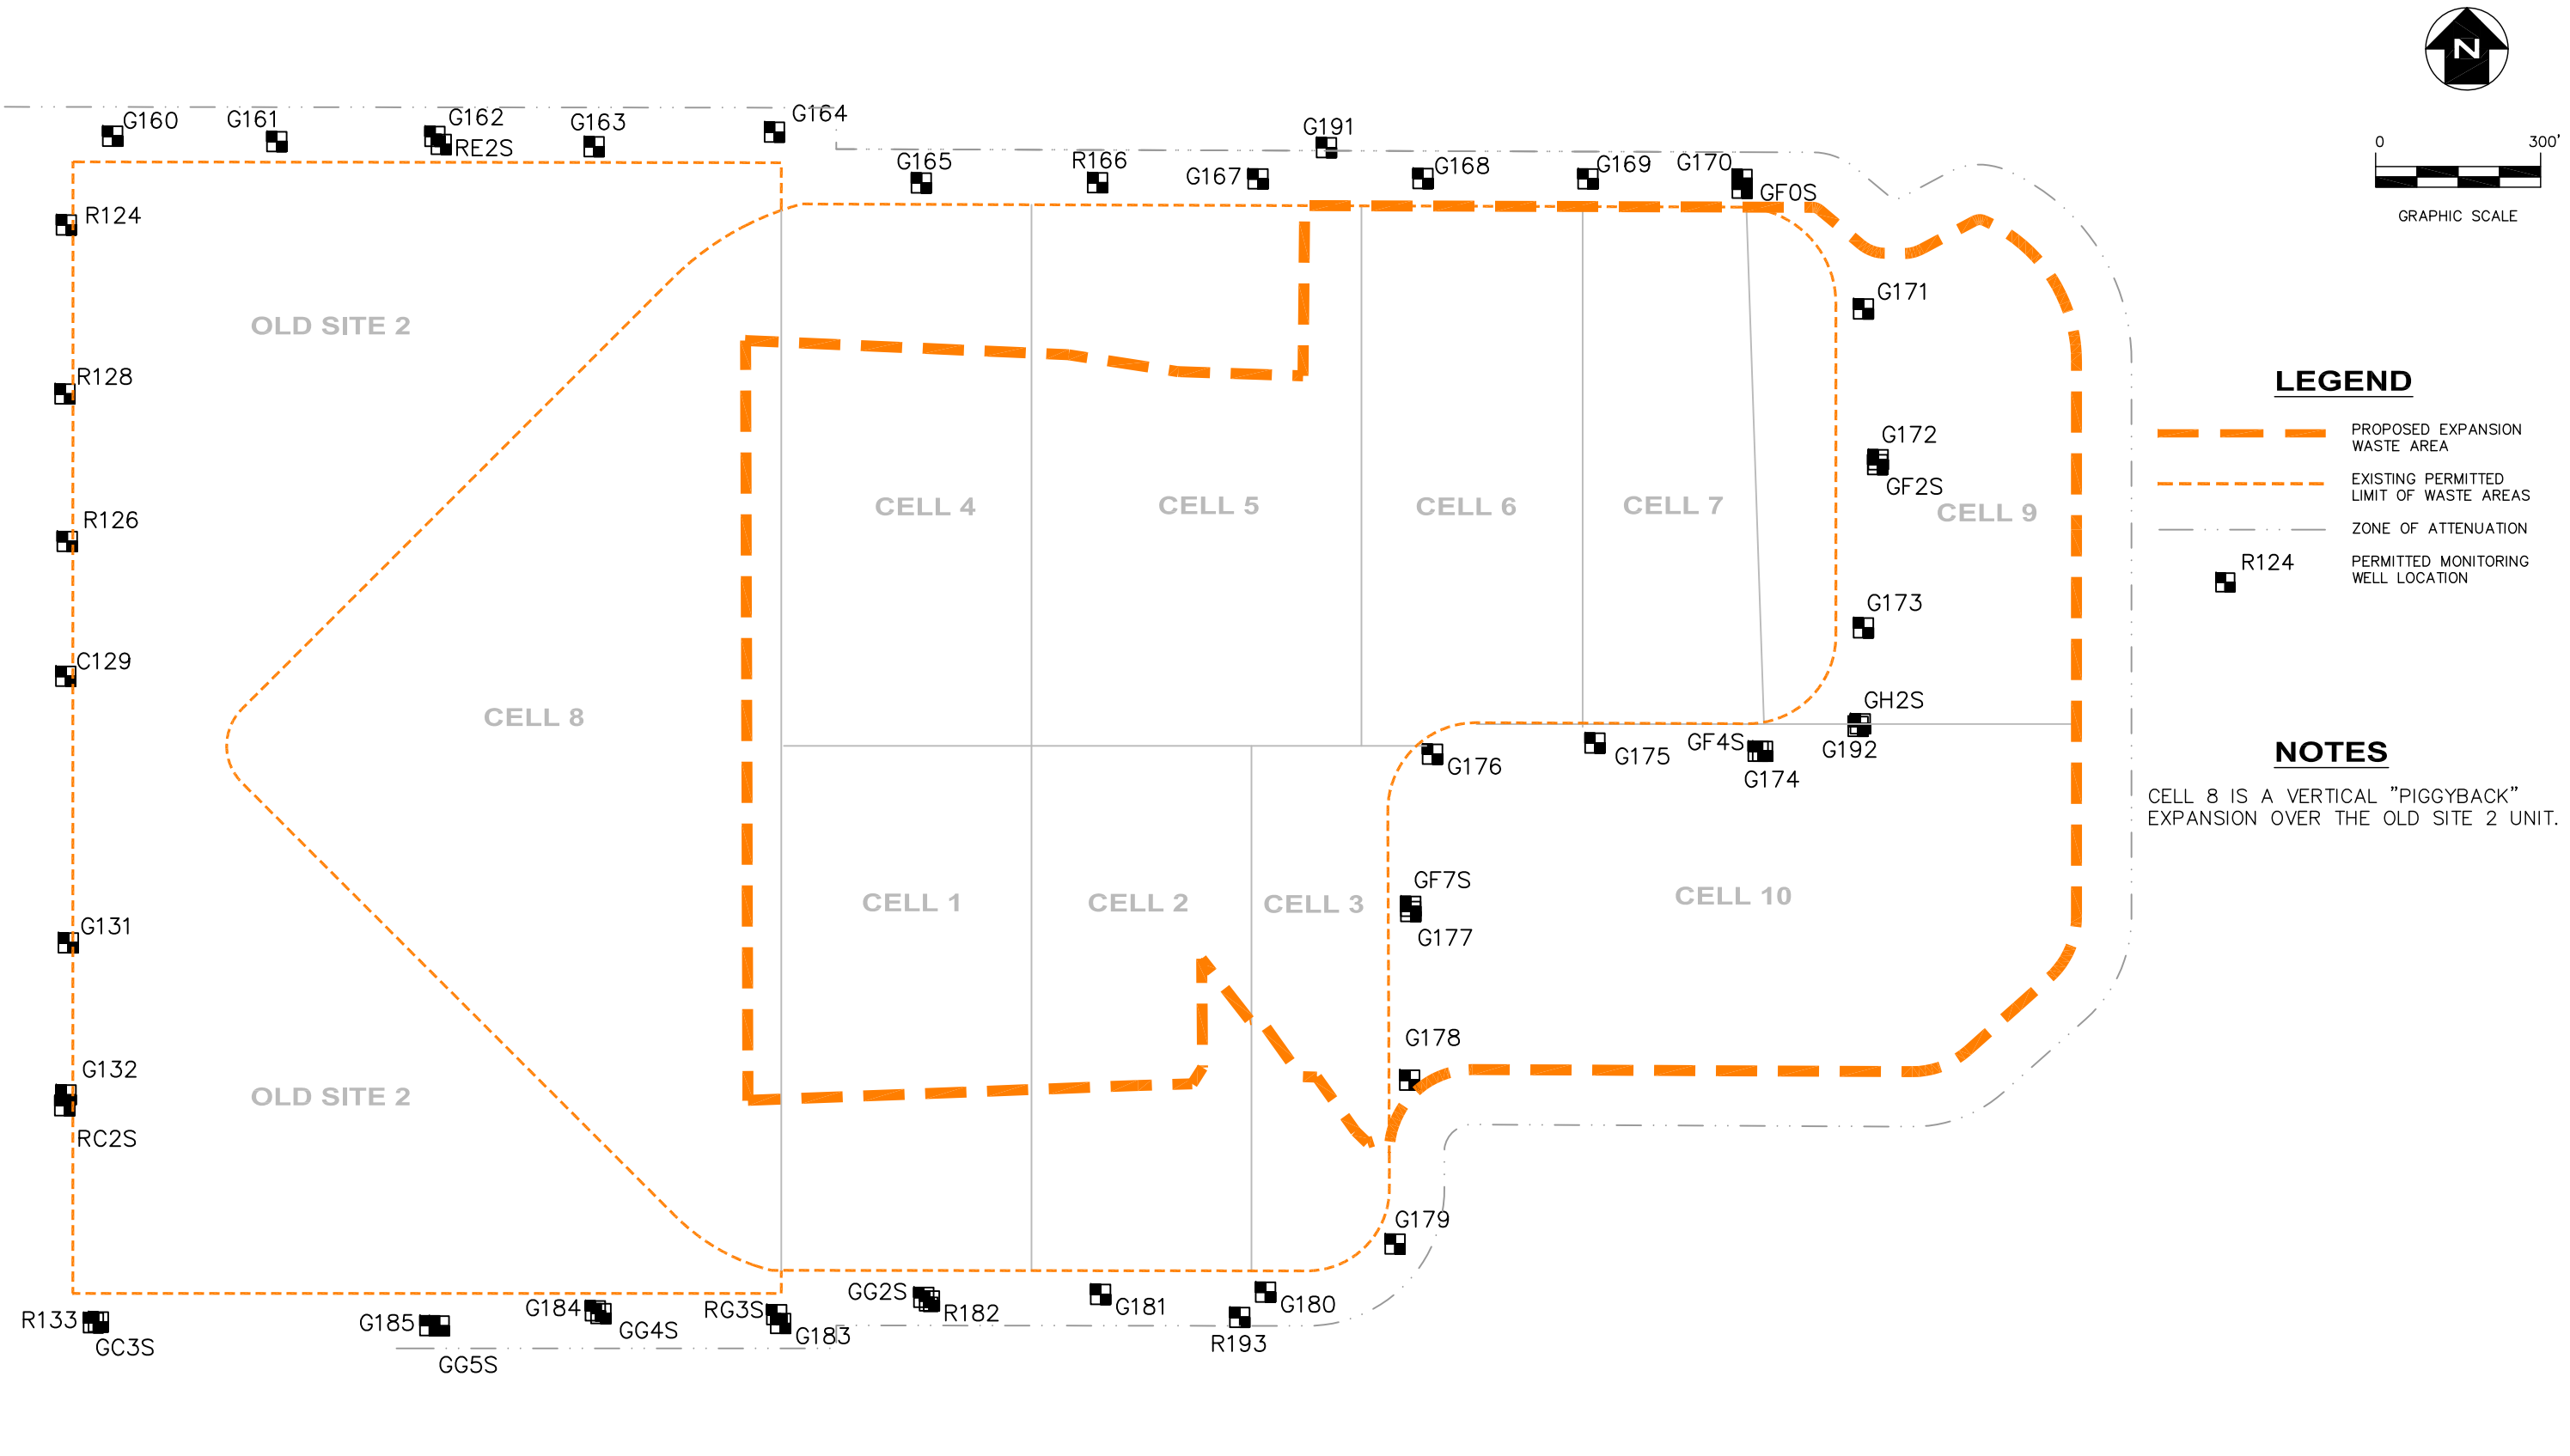 N
0 300'
GRAPHIC SCALE
G160
G161
G162
RE2S
G163
G164
G165
R166
G167
G191
G168
G169
G170
GF0S
R124
G171
OLD SITE 2
R128
LEGEND
PROPOSED EXPANSION
WASTE AREA
EXISTING PERMITTED
LIMIT OF WASTE AREAS
ZONE OF ATTENUATION
R124
PERMITTED MONITORING
WELL LOCATION
G172
GF2S
CELL 4
CELL 5
CELL 6
CELL 7
CELL 9
R126
G173
C129
CELL 8
GH2S
G192
GF4S
G174
G175
G176
NOTES
CELL 8 IS A VERTICAL "PIGGYBACK"
EXPANSION OVER THE OLD SITE 2 UNIT.
CELL 1
CELL 2
CELL 3
GF7S
G177
CELL 10
G131
G178
G132
OLD SITE 2
RC2S
G179
R133
GC3S
G185
GG5S
G184
GG4S
RG3S
G183
GG2S
R182
G181
G180
R193